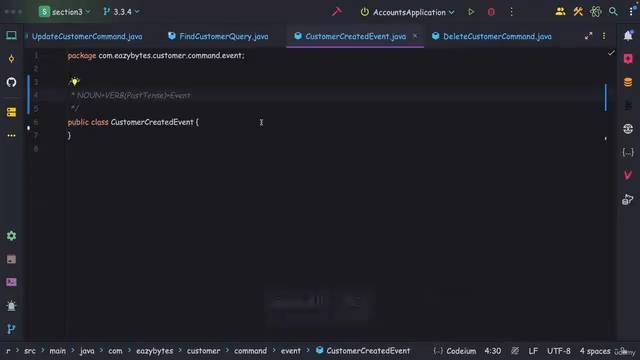 section3
3.3.4
AccountsApplication
UpdateCustomerCommand.java
FindCustomerQuery.java
CustomerCreatedEvent.java
DeleteCustomerCommand.java
1
package com.eazybytes.customer.command.event;
2
3
4
* NOUN+VERB(PastTense)+Event
5
*/
6
public class CustomerCreatedEvent {
7
}
8
r
src
main
java
com
eazybytes
customer
command
event
CustomerCreatedEvent
Codeium
4:30
LF
UTF-8
4 spaces